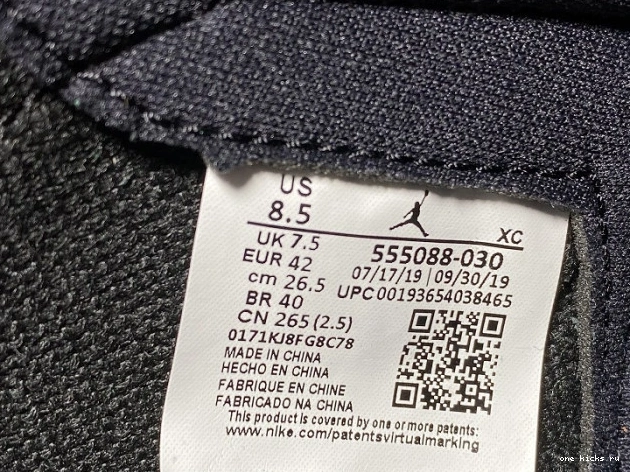 US
8.5
XC
UK 7.5
EUR 42
cm 26.5
BR 40
CN 265 (2.5)
0171KJ8FG8C78
555088-030
07/17/19 | 09/30/19
UPC00193654038465
MADE IN CHINA
HECHO EN CHINA
FABRIQUE EN CHINE
FABRICADO NA CHINA
This product is covered by one or more patents:
www.nike.com/patentsvirtualmarking
one-kicks.ru